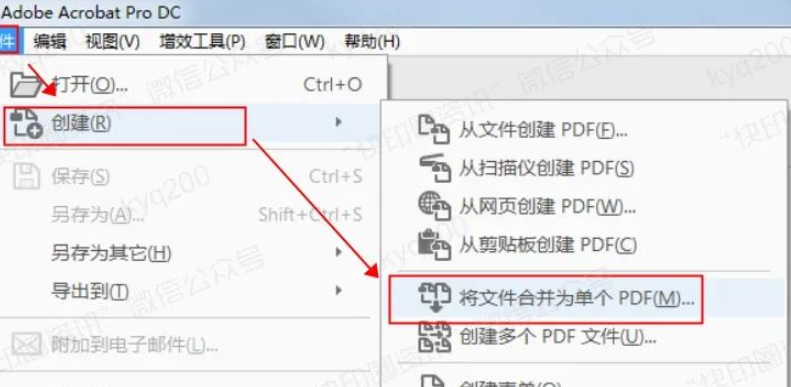 Adobe Acrobat Pro DC
件 编辑 视图(V) 增效工具(P) 窗口(W) 帮助(H)
打开(O)... Ctrl+O
创建(R)
保存(S) Ctrl+S
另存为(A)... Shift+Ctrl+S
另存为其它(H)
导出到(T)
附加到电子邮件(L)...
从文件创建 PDF(F)...
从扫描仪创建 PDF(S)
从网页创建 PDF(W)...
从剪贴板创建 PDF(C)
将文件合并为单个 PDF(M)...
创建多个 PDF 文件(U)...
创建表单(O)
"快印圈资讯"微信公众号
kyq200